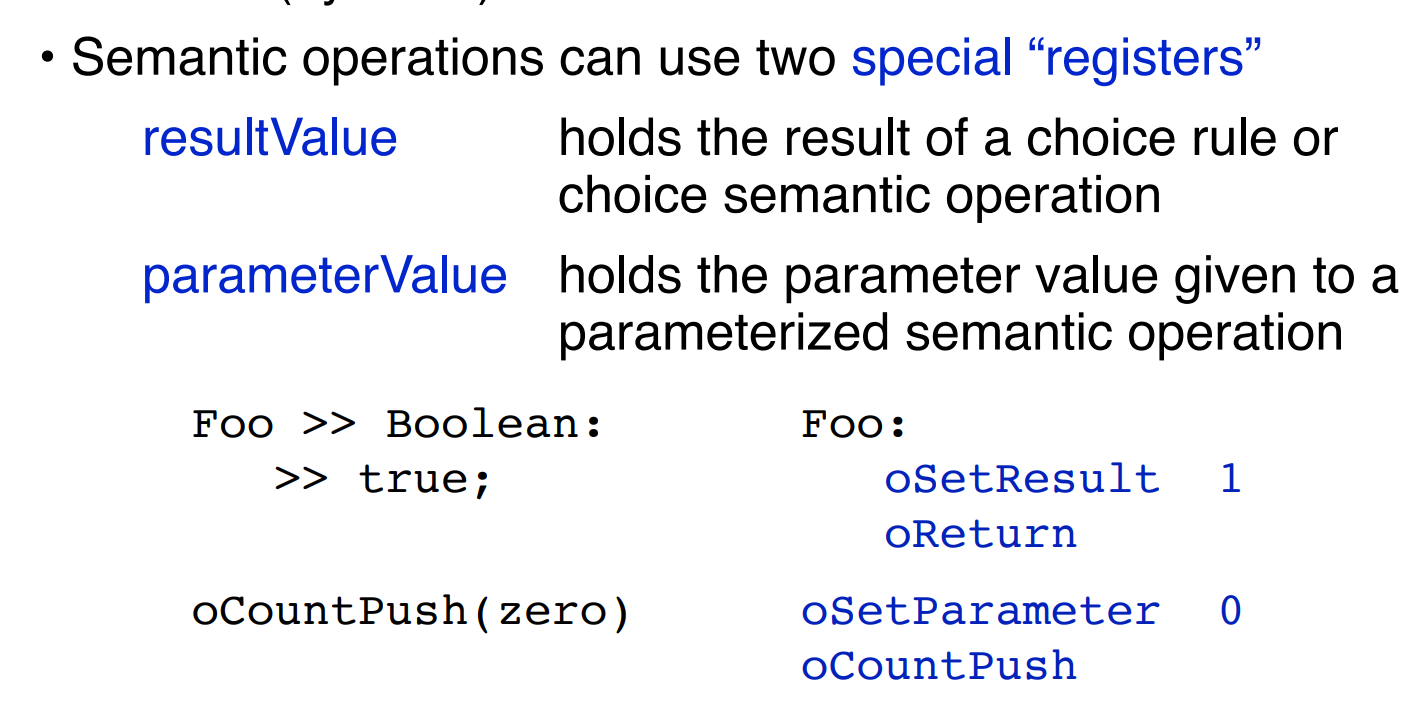 • Semantic operations can use two special “registers”
resultValue holds the result of a choice rule or
choice semantic operation
parameterValue holds the parameter value given to a
parameterized semantic operation
Foo >> Boolean: Foo:
>> true; oSetResult 1
oReturn
oCountPush(zero) oSetParameter 0
oCountPush